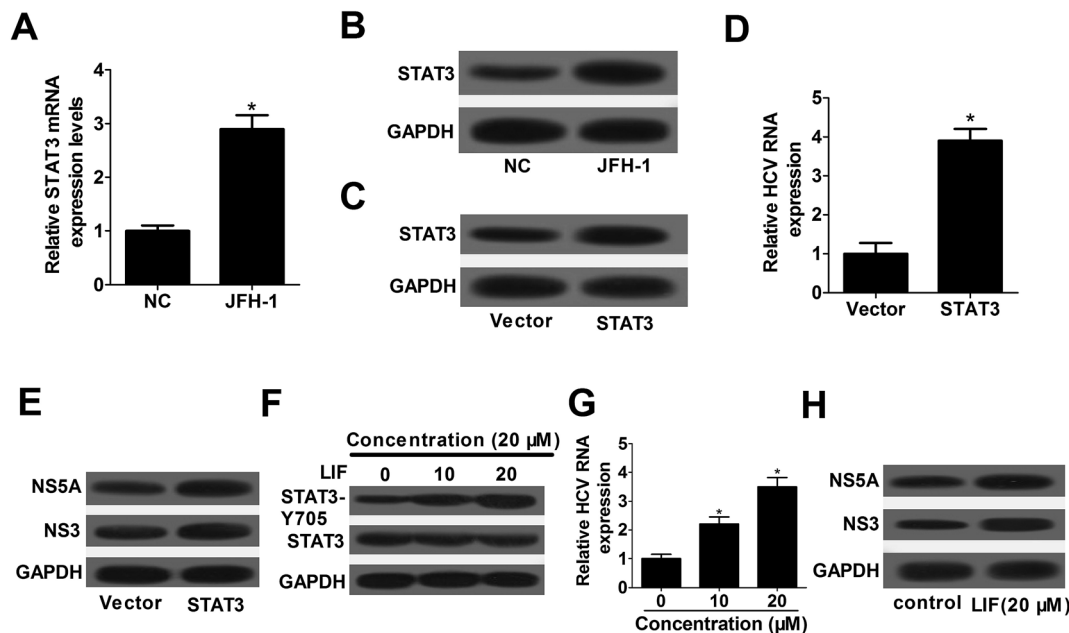 A
Relative STAT3 mRNA
expression levels
4
3
2
1
0
*
NC
JFH-1
B
STAT3
GAPDH
NC
JFH-1
C
STAT3
GAPDH
Vector
STAT3
D
Relative HCV RNA
expression
5
4
3
2
1
0
*
Vector
STAT3
E
NS5A
NS3
GAPDH
Vector
STAT3
F
Concentration (20 µM)
LIF
0
10
20
STAT3-
Y705
STAT3
GAPDH
G
Relative HCV RNA
expression
5
4
3
2
1
0
*
*
0
10
20
Concentration (µM)
H
NS5A
NS3
GAPDH
control
LIF(20 µM)